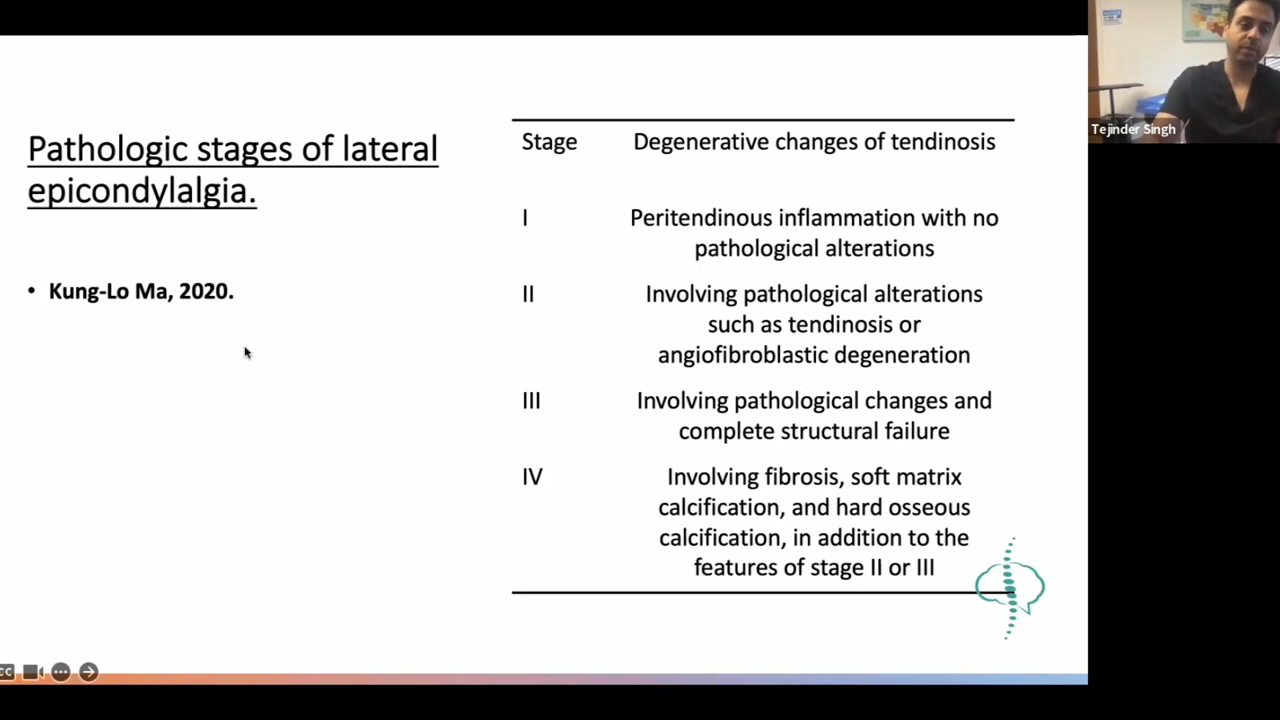 Pathologic stages of lateral
epicondylalgia.
• Kung-Lo Ma, 2020.
Stage Degenerative changes of tendinosis
I Peritendinous inflammation with no
pathological alterations
II Involving pathological alterations
such as tendinosis or
angiofibroblastic degeneration
III Involving pathological changes and
complete structural failure
IV Involving fibrosis, soft matrix
calcification, and hard osseous
calcification, in addition to the
features of stage II or III
Tejinder Singh
CC